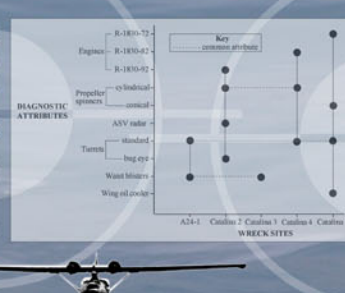 Key
common attribute
Engines
R-1830-72
R-1830-82
R-1830-92
Propeller
spinners
cylindrical
conical
DIAGNOSTIC
ATTRIBUTES
ASV radar
Turrets
standard
bug eye
Waist blisters
Wing oil cooler
A24-1 Catalina 2 Catalina 3 Catalina 4 Catalina
WRECK SITES